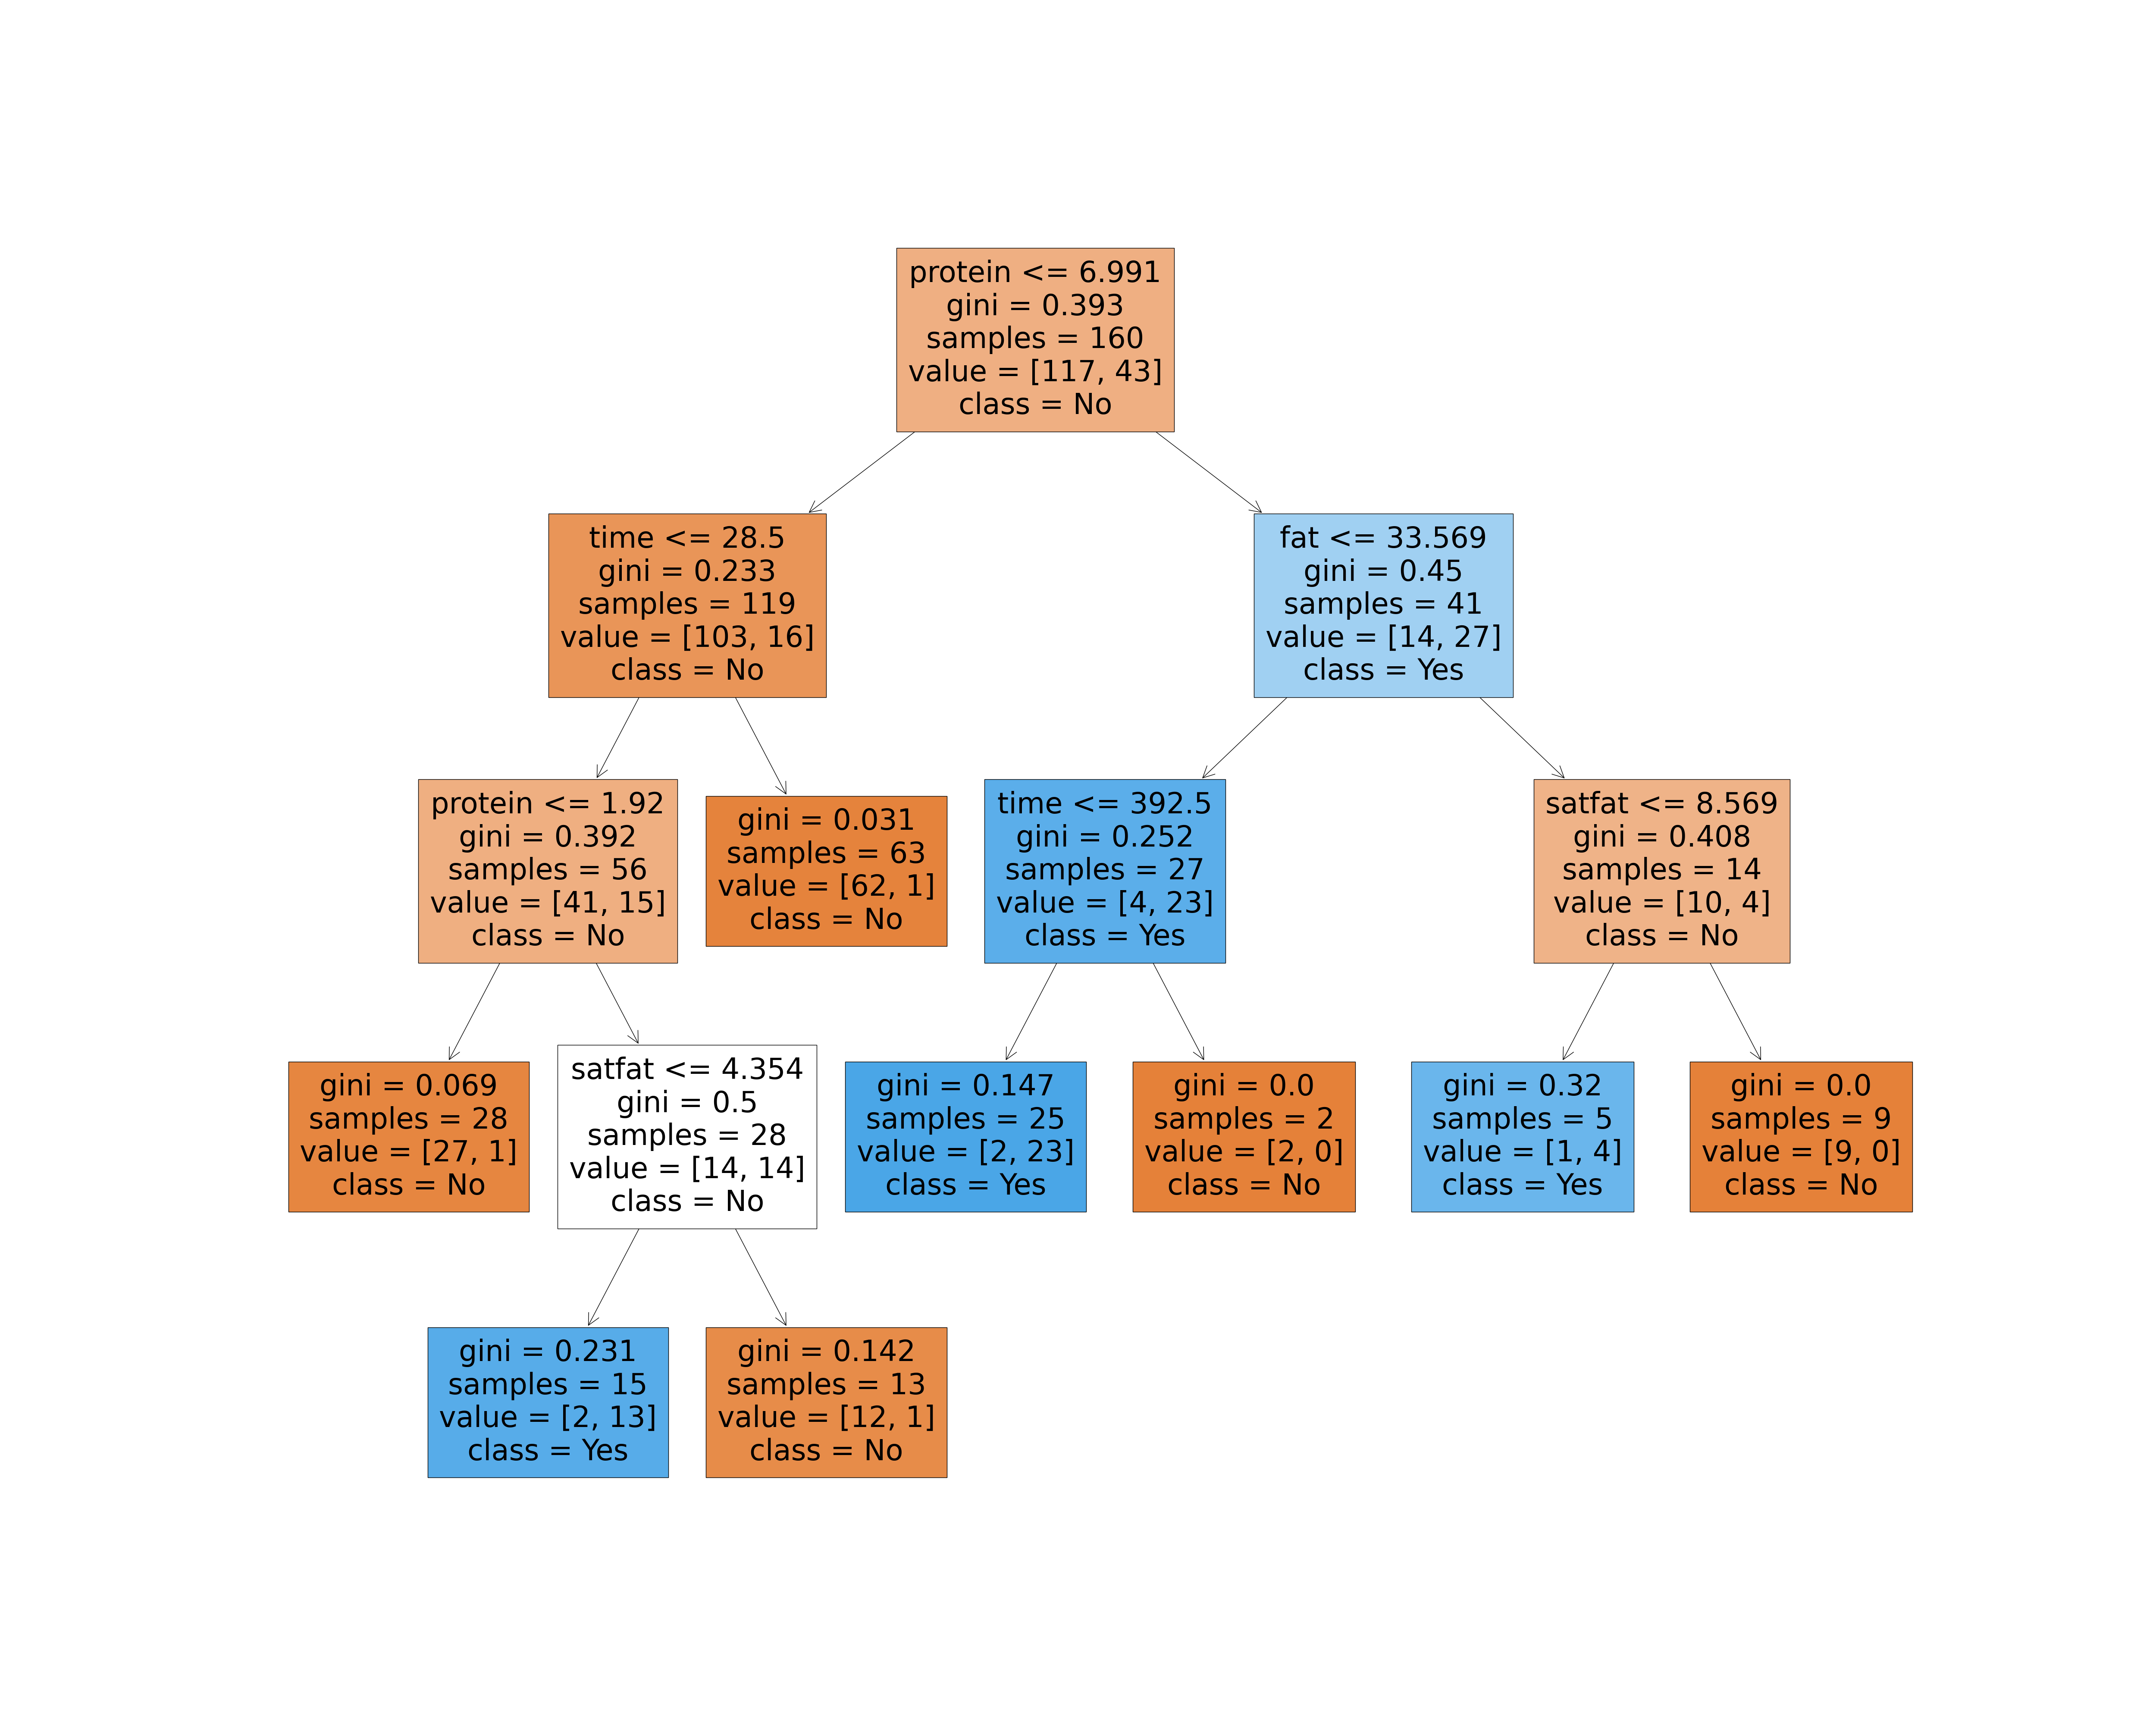 protein <= 6.991
gini = 0.393
samples = 160
value = [117, 43]
class = No
time <= 28.5
gini = 0.233
samples = 119
value = [103, 16]
class = No
fat <= 33.569
gini = 0.45
samples = 41
value = [14, 27]
class = Yes
protein <= 1.92
gini = 0.392
samples = 56
value = [41, 15]
class = No
gini = 0.031
samples = 63
value = [62, 1]
class = No
time <= 392.5
gini = 0.252
samples = 27
value = [4, 23]
class = Yes
satfat <= 8.569
gini = 0.408
samples = 14
value = [10, 4]
class = No
gini = 0.069
samples = 28
value = [27, 1]
class = No
satfat <= 4.354
gini = 0.5
samples = 28
value = [14, 14]
class = No
gini = 0.147
samples = 25
value = [2, 23]
class = Yes
gini = 0.0
samples = 2
value = [2, 0]
class = No
gini = 0.32
samples = 5
value = [1, 4]
class = Yes
gini = 0.0
samples = 9
value = [9, 0]
class = No
gini = 0.231
samples = 15
value = [2, 13]
class = Yes
gini = 0.142
samples = 13
value = [12, 1]
class = No